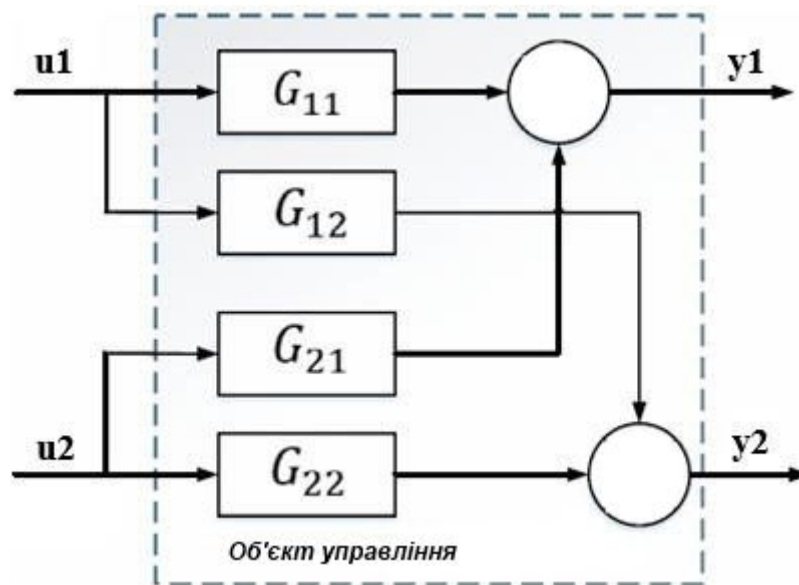 u1
G₁₁
y1
G₁₂
G₂₁
u2
G₂₂
y2
Об'єкт управління